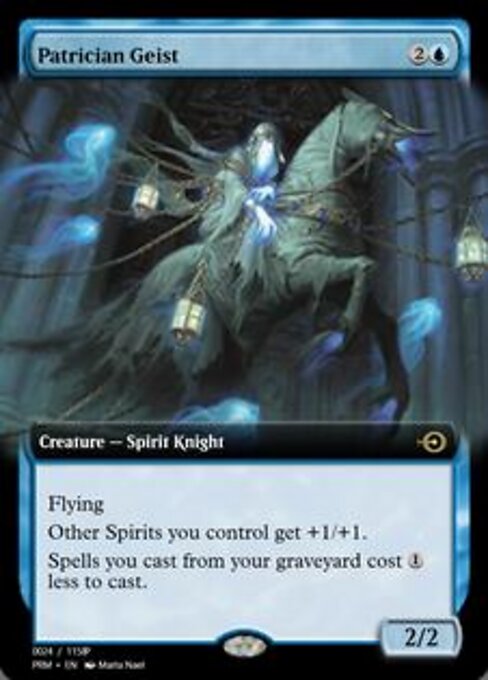 Patrician Geist 2
Creature — Spirit Knight
Flying
Other Spirits you control get +1/+1.
Spells you cast from your graveyard cost 1
less to cast.
2/2
0024 / 1158P
PRM • EN Marta Nael